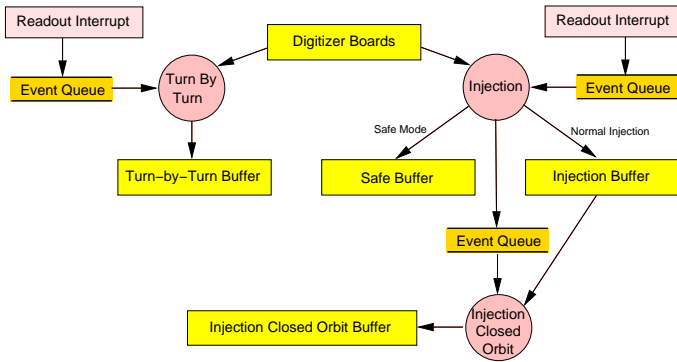 Readout Interrupt
Digitizer Boards
Readout Interrupt
Event Queue
Turn By
Turn
Injection
Event Queue
Safe Mode
Normal Injection
Turn−by−Turn Buffer
Safe Buffer
Injection Buffer
Event Queue
Injection Closed Orbit Buffer
Injection
Closed
Orbit